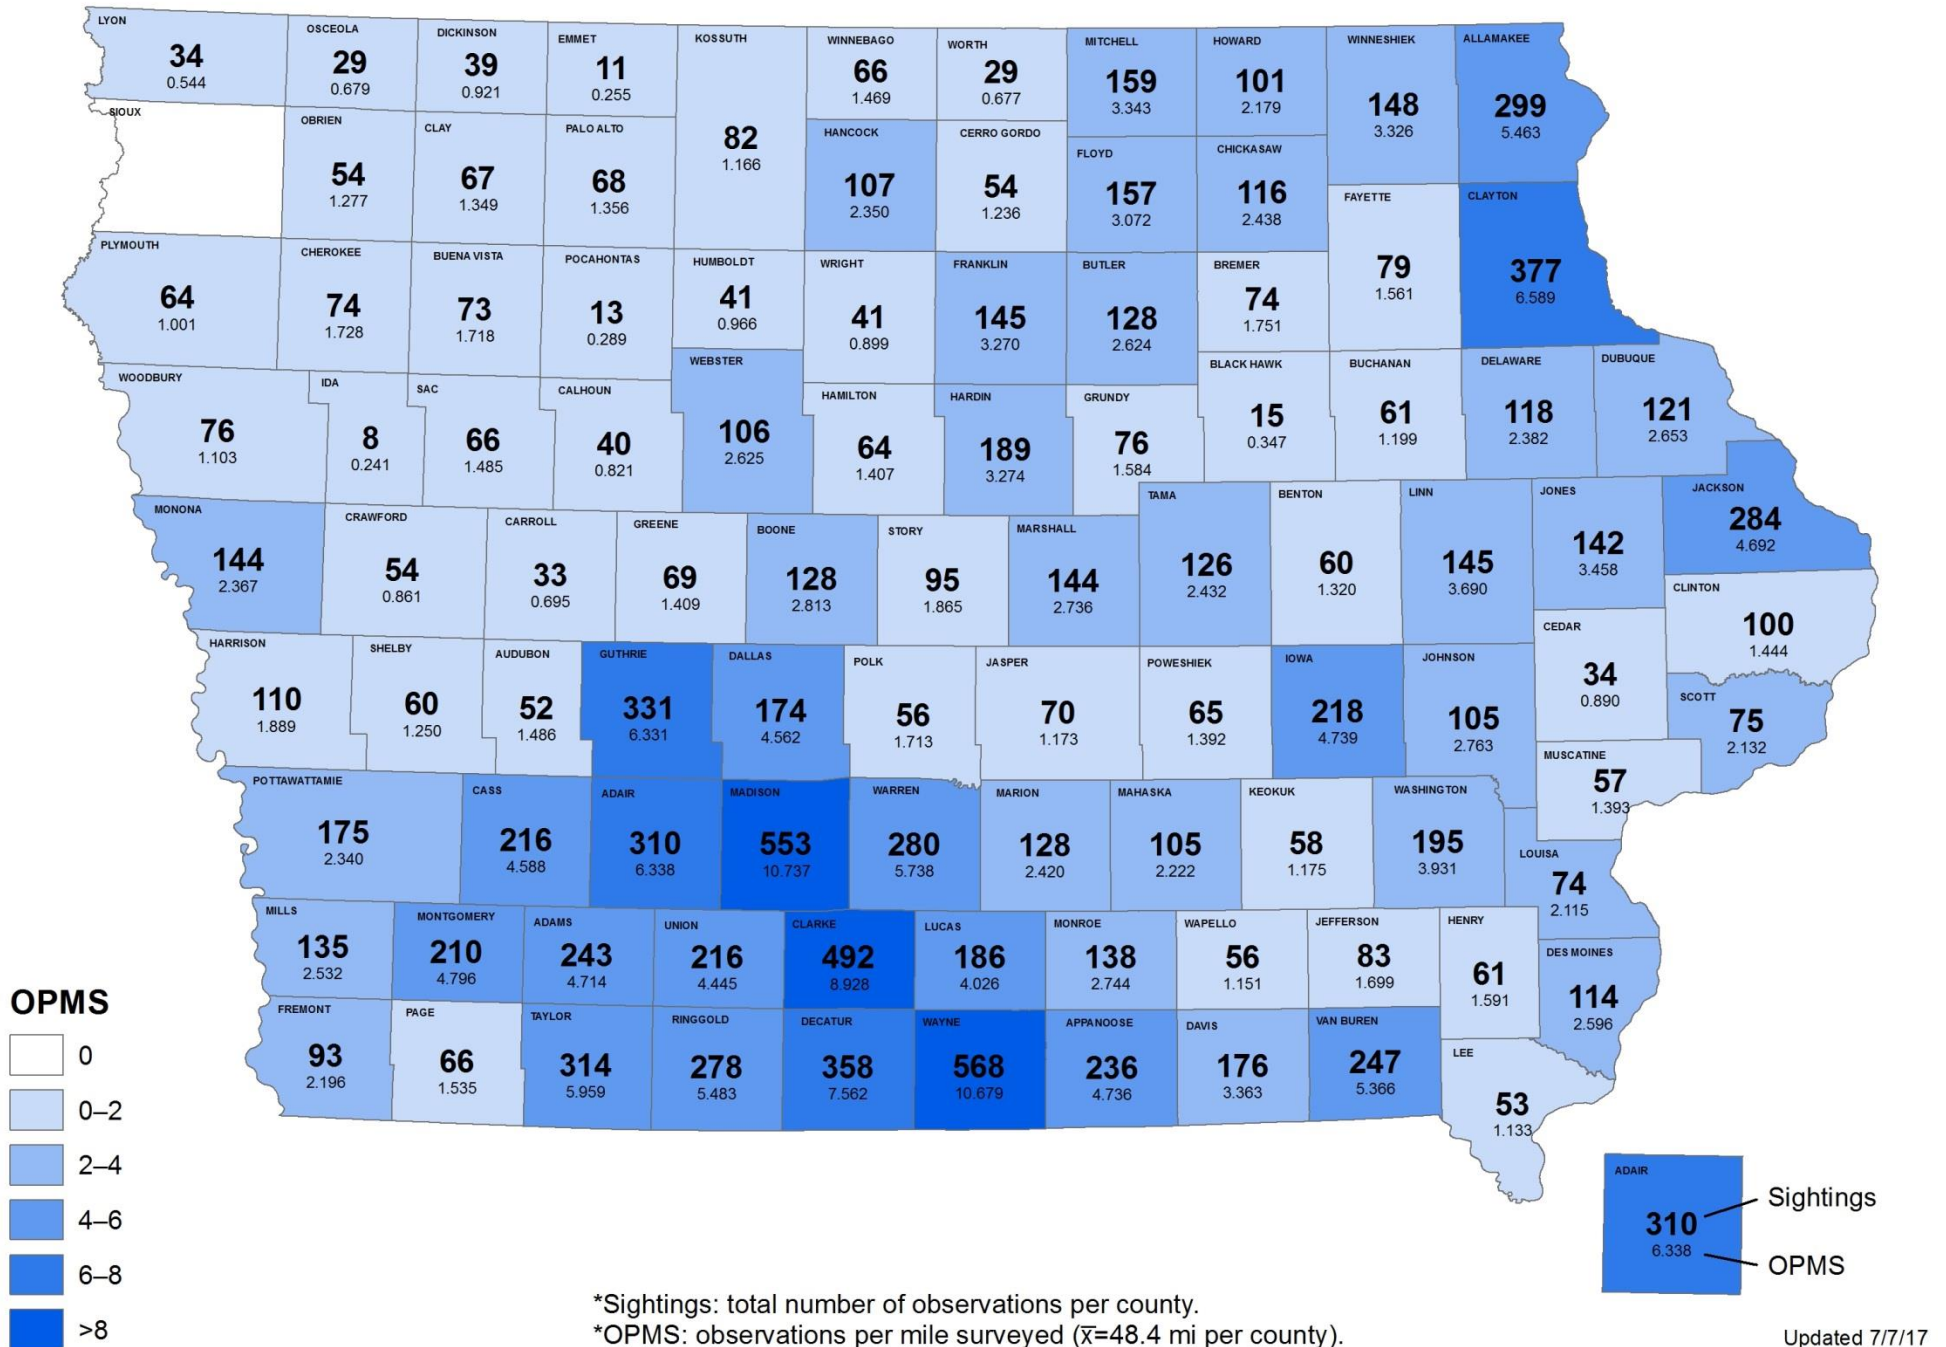 LYON
34
0.544
OSCEOLA
29
0.679
DICKINSON
39
0.921
EMMET
11
0.255
KOSSUTH
82
1.166
WINNEBAGO
66
1.469
WORTH
29
0.677
MITCHELL
159
3.343
HOWARD
101
2.179
WINNESHIEK
148
3.326
ALLAMAKEE
299
5.463
SIOUX
OBRIEN
54
1.277
CLAY
67
1.349
PALO ALTO
68
1.356
HANCOCK
107
2.350
CERRO GORDO
54
1.236
FLOYD
157
3.072
CHICKASAW
116
2.438
FAYETTE
79
1.561
CLAYTON
377
6.589
PLYMOUTH
64
1.001
CHEROKEE
74
1.728
BUENA VISTA
73
1.718
POCAHONTAS
13
0.289
HUMBOLDT
41
0.966
WRIGHT
41
0.899
FRANKLIN
145
3.270
BUTLER
128
2.624
BREMER
74
1.751
WOODBURY
76
1.103
IDA
8
0.241
SAC
66
1.485
CALHOUN
40
0.821
WEBSTER
106
2.625
HAMILTON
64
1.407
HARDIN
189
3.274
GRUNDY
76
1.584
BLACK HAWK
15
0.347
BUCHANAN
61
1.199
DELAWARE
118
2.382
DUBUQUE
121
2.653
MONONA
144
2.367
CRAWFORD
54
0.861
CARROLL
33
0.695
GREENE
69
1.409
BOONE
128
2.813
STORY
95
1.865
MARSHALL
144
2.736
TAMA
126
2.432
BENTON
60
1.320
LINN
145
3.690
JONES
142
3.458
JACKSON
284
4.692
CLINTON
100
1.444
HARRISON
110
1.889
SHELBY
60
1.250
AUDUBON
52
1.486
GUTHRIE
331
6.331
DALLAS
174
4.562
POLK
56
1.713
JASPER
70
1.173
POWESHIEK
65
1.392
IOWA
218
4.739
JOHNSON
105
2.763
CEDAR
34
0.890
SCOTT
75
2.132
MUSCATINE
57
1.393
POTTAWATTAMIE
175
2.340
CASS
216
4.588
ADAIR
310
6.338
MADISON
553
10.737
WARREN
280
5.738
MARION
128
2.420
MAHASKA
105
2.222
KEOKUK
58
1.175
WASHINGTON
195
3.931
LOUISA
74
2.115
MILLS
135
2.532
MONTGOMERY
210
4.796
ADAMS
243
4.714
UNION
216
4.445
CLARKE
492
8.928
LUCAS
186
4.026
MONROE
138
2.744
WAPELLO
56
1.151
JEFFERSON
83
1.699
HENRY
61
1.591
DES MOINES
114
2.596
FREMONT
93
2.196
PAGE
66
1.535
TAYLOR
314
5.959
RINGGOLD
278
5.483
DECATUR
358
7.562
WAYNE
568
10.679
APPANOOSE
236
4.736
DAVIS
176
3.363
VAN BUREN
247
5.366
LEE
53
1.133
OPMS
0
0–2
2–4
4–6
6–8
>8
ADAIR
310
6.338
Sightings
OPMS
*Sightings: total number of observations per county.
*OPMS: observations per mile surveyed (x̅=48.4 mi per county).
Updated 7/7/17